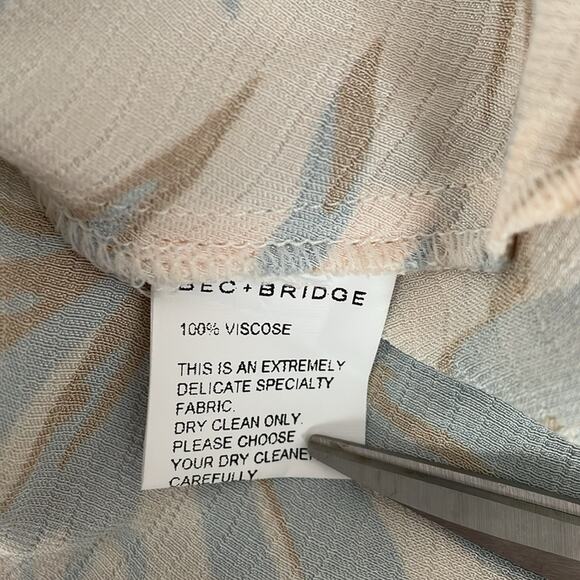 BEC+BRIDGE
100% VISCOSE
THIS IS AN EXTREMELY
DELICATE SPECIALTY
FABRIC.
DRY CLEAN ONLY.
PLEASE CHOOSE
YOUR DRY CLEANER
CAREFULLY